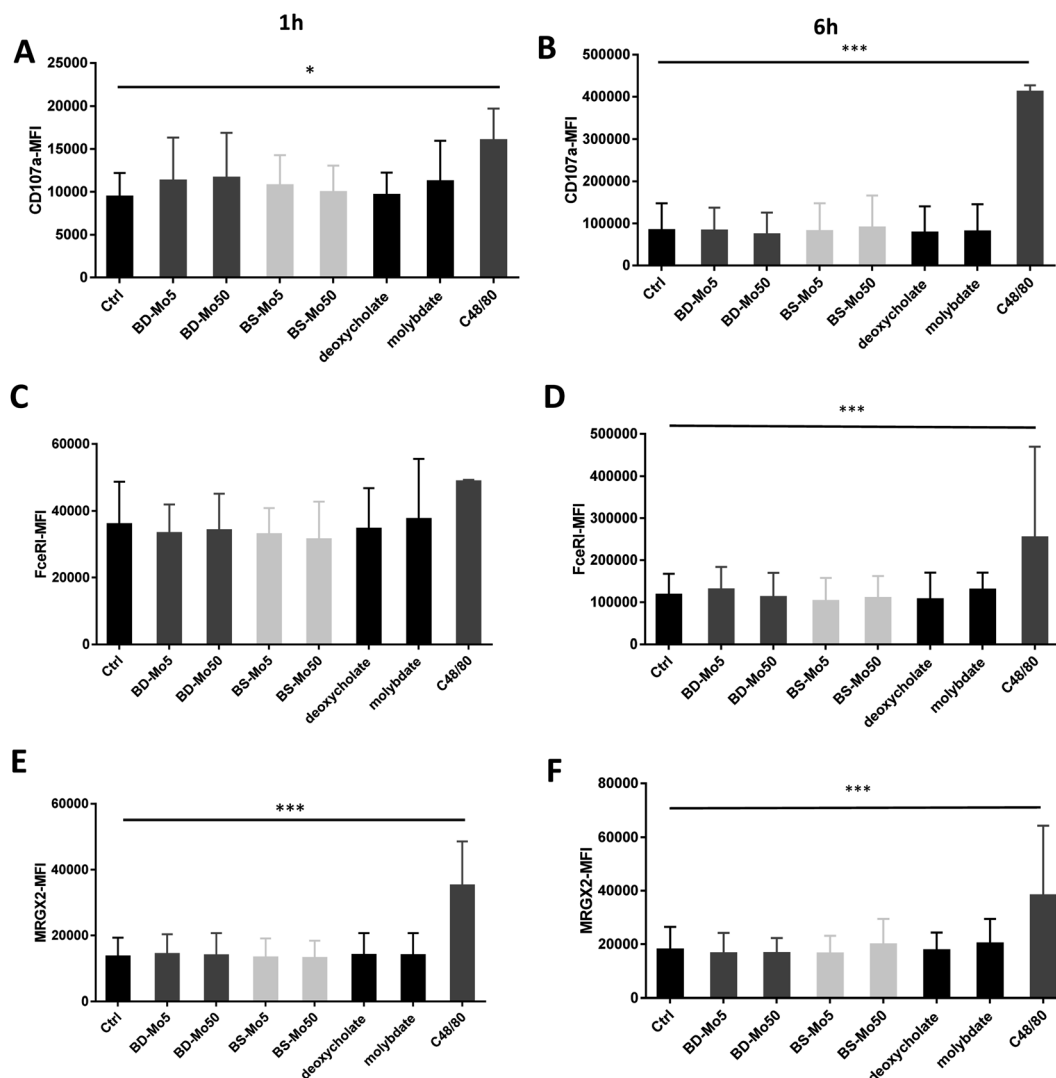 1h
6h
A
*
CD107a-MFI
25000
20000
15000
10000
5000
0
Ctrl
BD-Mo5
BD-Mo50
BS-Mo5
BS-Mo50
deoxycholate
molybdate
C48/80
B
***
CD107a-MFI
500000
400000
300000
200000
100000
0
Ctrl
BD-Mo5
BD-Mo50
BS-Mo5
BS-Mo50
deoxycholate
molybdate
C48/80
C
FceRI-MFI
60000
40000
20000
0
Ctrl
BD-Mo5
BD-Mo50
BS-Mo5
BS-Mo50
deoxycholate
molybdate
C48/80
D
***
FceRI-MFI
500000
400000
300000
200000
100000
0
Ctrl
BD-Mo5
BD-Mo50
BS-Mo5
BS-Mo50
deoxycholate
molybdate
C48/80
E
***
MRGX2-MFI
60000
40000
20000
0
Ctrl
BD-Mo5
BD-Mo50
BS-Mo5
BS-Mo50
deoxycholate
molybdate
C48/80
F
***
MRGX2-MFI
80000
60000
40000
20000
0
Ctrl
BD-Mo5
BD-Mo50
BS-Mo5
BS-Mo50
deoxycholate
molybdate
C48/80